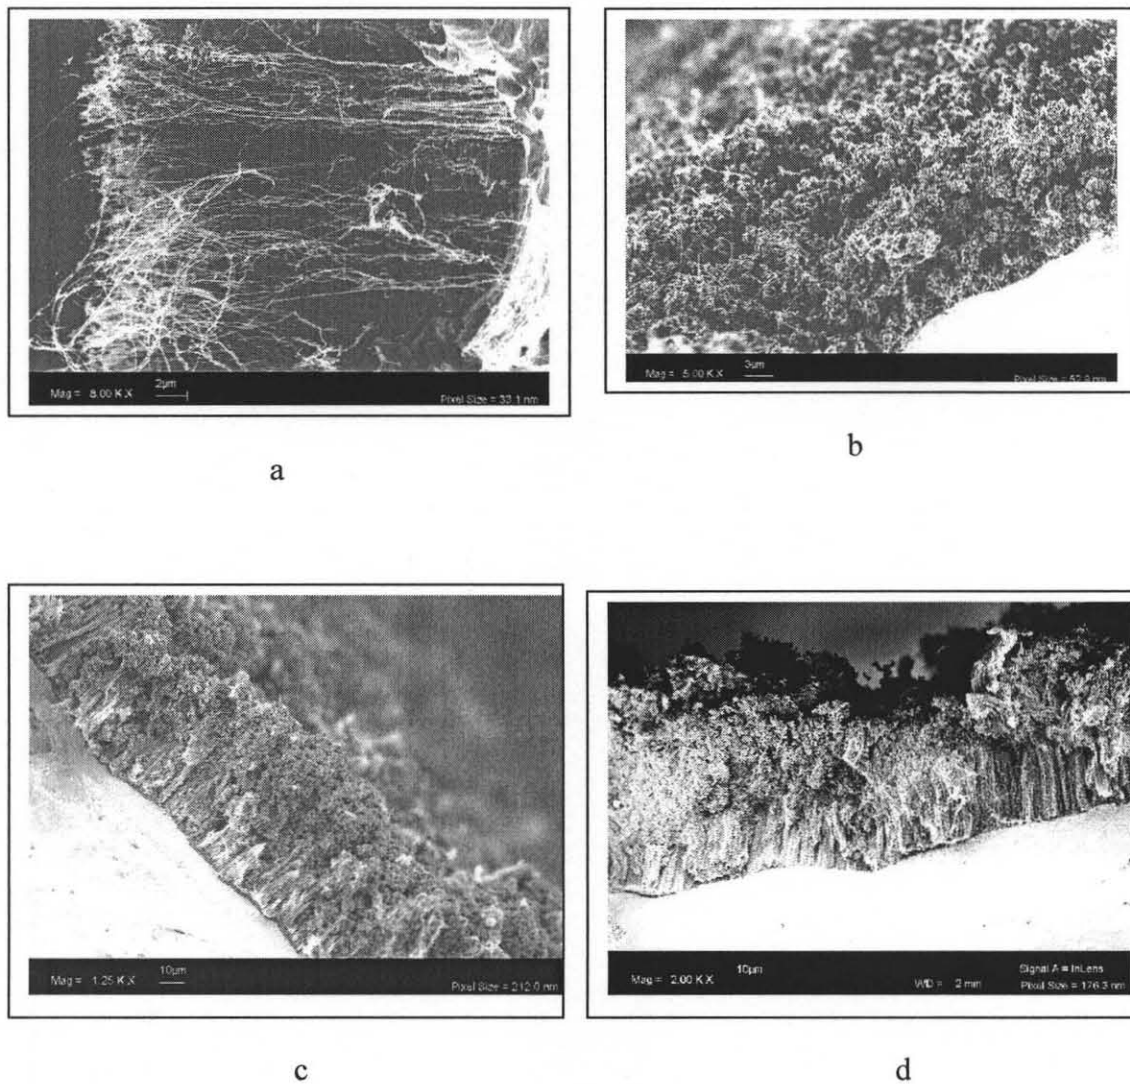 Mag = 8.00 K X 2µm Pixel Size = 33.1 nm
a
Mag = 5.00 K X 3µm Pixel Size = 52.9 nm
b
Mag = 1.25 K X 10µm Pixel Size = 212.0 nm
c
Mag = 2.00 K X 10µm WD = 2 mm Signal A = InLens Pixel Size = 176.3 nm
d